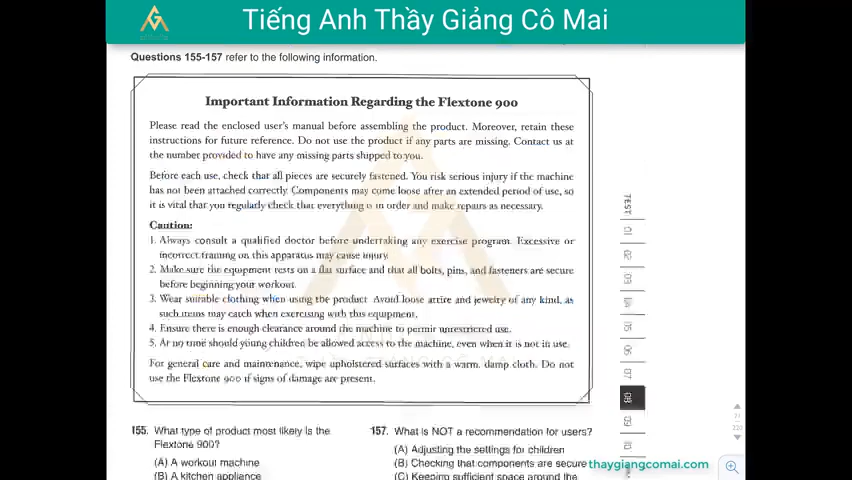 Tiếng Anh Thầy Giảng Cô Mai
Questions 155-157 refer to the following information.
Important Information Regarding the Flextone 900
Please read the enclosed user's manual before assembling the product. Moreover, retain these
instructions for future reference. Do not use the product if any parts are missing. Contact us at
the number provided to have any missing parts shipped to you.
Before each use, check that all pieces are securely fastened. You risk serious injury if the machine
has not been attached correctly. Components may come loose after an extended period of use, so
it is vital that you regularly check that everything is in order and make repairs as necessary.
Caution:
1. Always consult a qualified doctor before undertaking any exercise program. Excessive or
incorrect training on this apparatus may cause injury.
2. Make sure the equipment rests on a flat surface and that all bolts, pins, and fasteners are secure
before beginning your workout.
3. Wear suitable clothing when using the product. Avoid loose attire and jewelry of any kind, as
such items may catch when exercising with this equipment.
4. Ensure there is enough clearance around the machine to permit unrestricted use.
5. At no time should young children be allowed access to the machine, even when it is not in use.
For general care and maintenance, wipe upholstered surfaces with a warm, damp cloth. Do not
use the Flextone 900 if signs of damage are present.
155. What type of product most likely is the
Flextone 900?
(A) A workout machine
(B) A kitchen appliance
157. What is NOT a recommendation for users?
(A) Adjusting the settings for children
(B) Checking that components are secure
(C) Keeping sufficient space around the
TEST
01
02
03
04
05
06
07
08
09
10
thaygiangcomai.com